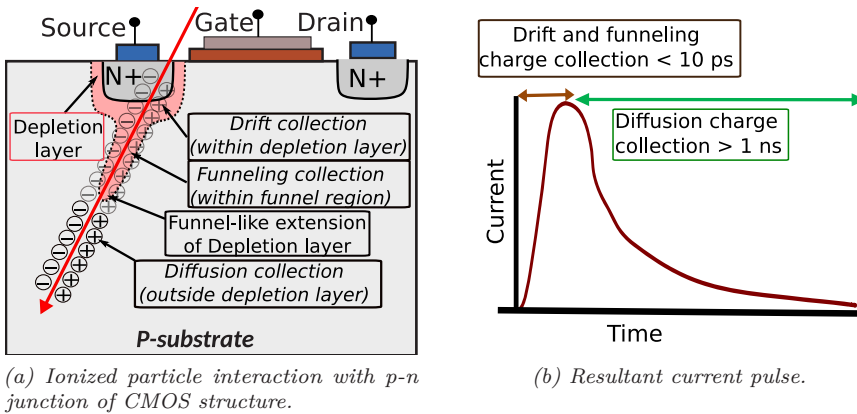 Source
Gate
Drain
N+
N+
Depletion
layer
Drift collection
(within depletion layer)
Funneling collection
(within funnel region)
Funnel-like extension
of Depletion layer
Diffusion collection
(outside depletion layer)
P-substrate
(a) Ionized particle interaction with p-n
junction of CMOS structure.
Drift and funneling
charge collection < 10 ps
Diffusion charge
collection > 1 ns
Current
Time
(b) Resultant current pulse.